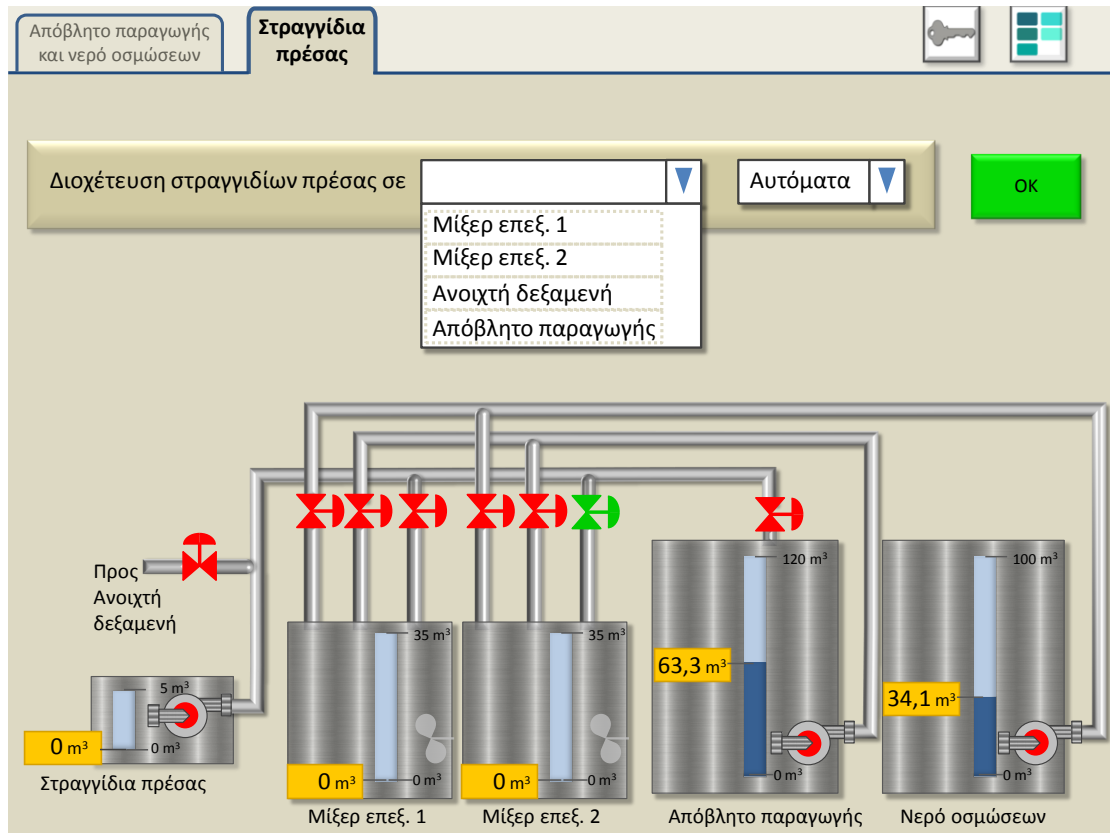 Απόβλητο παραγωγής
και νερό οσμώσεων
Στραγγίδια
πρέσας
Διοχέτευση στραγγιδίων πρέσας σε
Αυτόματα
OK
Μίξερ επεξ. 1
Μίξερ επεξ. 2
Ανοιχτή δεξαμενή
Απόβλητο παραγωγής
Προς
Ανοιχτή
δεξαμενή
5 m³
0 m³
0 m³
Στραγγίδια πρέσας
35 m³
0 m³
0 m³
Μίξερ επεξ. 1
35 m³
0 m³
0 m³
Μίξερ επεξ. 2
120 m³
63,3 m³
0 m³
Απόβλητο παραγωγής
100 m³
34,1 m³
0 m³
Νερό οσμώσεων